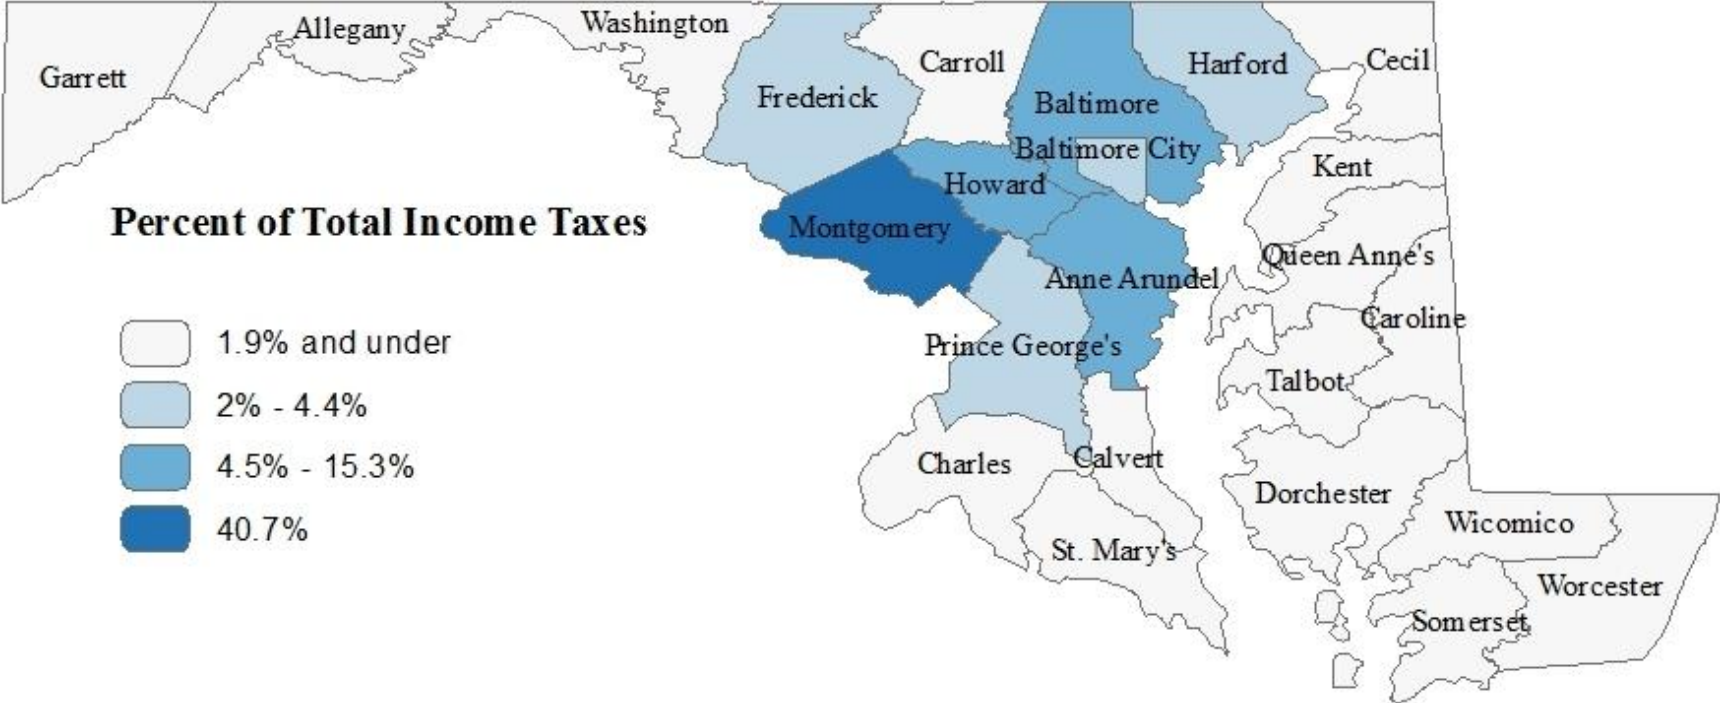 Allegany
Washington
Garrett
Carroll
Harford
Cecil
Frederick
Baltimore
Baltimore City
Kent
Howard
Percent of Total Income Taxes
Montgomery
Queen Anne's
Anne Arundel
Caroline
1.9% and under
Prince George's
Talbot
2% - 4.4%
4.5% - 15.3%
Charles
Calvert
Dorchester
40.7%
Wicomico
St. Mary's
Worcester
Somerset